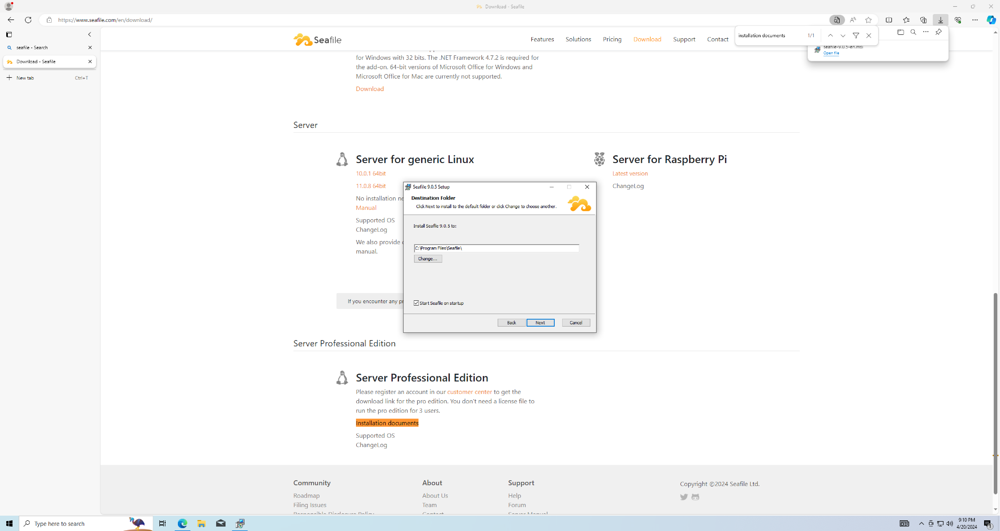 Download - Seafile
https://www.seafile.com/en/download/
seafile - Search
Download - Seafile
New tab
Ctrl+T
Seafile
Features
Solutions
Pricing
Download
Support
Contact
installation documents
1/1
seafile-9.0.5-en.msi
Open file
for Windows with 32 bits. The .NET Framework 4.7.2 is required for
the add-on. 64-bit versions of Microsoft Office for Windows and
Microsoft Office for Mac are currently not supported.
Download
Server
Server for generic Linux
10.0.1 64bit
11.0.8 64bit
No installation ne
Manual
Supported OS
ChangeLog
We also provide
manual.
If you encounter any pr
Server for Raspberry Pi
Latest version
ChangeLog
Seafile 9.0.5 Setup
Destination Folder
Click Next to install to the default folder or click Change to choose another.
Install Seafile 9.0.5 to:
C:\Program Files\Seafile\
Change...
Start Seafile on startup
Back
Next
Cancel
Server Professional Edition
Server Professional Edition
Please register an account in our customer center to get the
download link for the pro edition. You don't need a license file to
run the pro edition for 3 users.
Installation documents
Supported OS
ChangeLog
Community
Roadmap
Filing Issues
Responsible Disclosure Policy
About
About Us
Team
Contact
Support
Help
Forum
Server Manual
Copyright ©2024 Seafile Ltd.
Type here to search
9:10 PM
4/20/2024
1